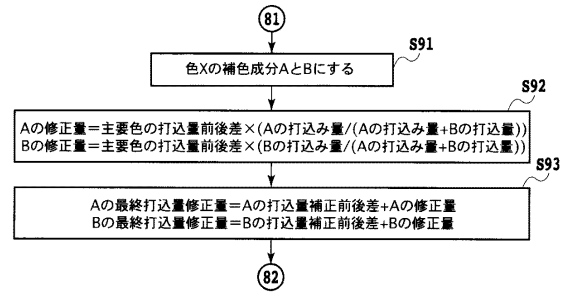 81
S91
色Xの補色成分AとBにする
S92
Aの修正量=主要色の打込量前後差×(Aの打込み量/(Aの打込み量+Bの打込量))
Bの修正量=主要色の打込量前後差×(Bの打込み量/(Aの打込み量+Bの打込量))
S93
Aの最終打込量修正量=Aの打込量補正前後差+Aの修正量
Bの最終打込量修正量=Bの打込量補正前後差+Bの修正量
82